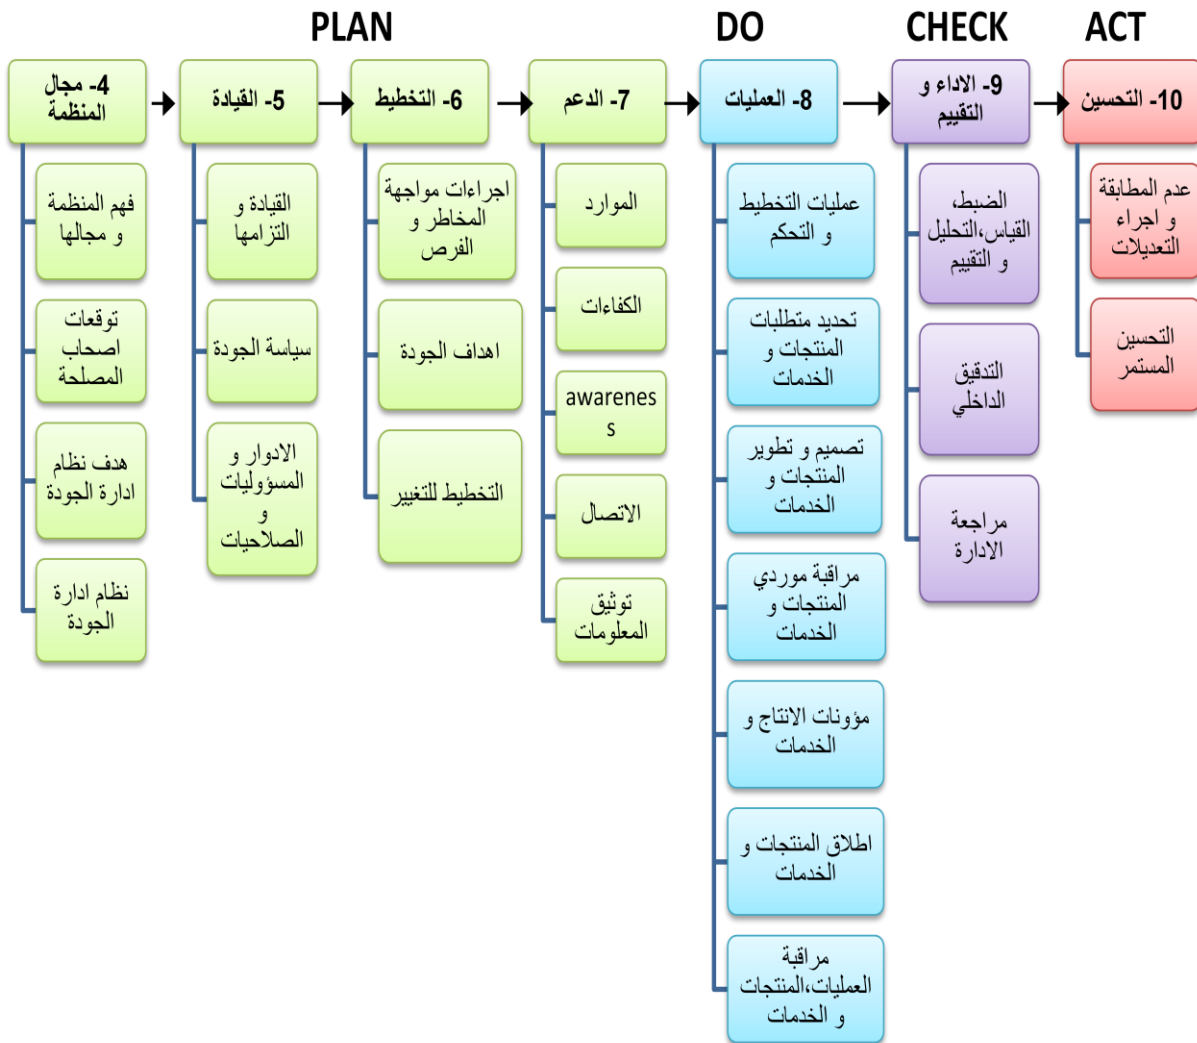 PLAN
DO
CHECK
ACT
4- مجال
المنظمة
فهم المنظمة
و مجالها
توقعات
اصحاب
المصلحة
هدف نظام
ادارة الجودة
نظام ادارة
الجودة
5- القيادة
القيادة و
التزامها
سياسة الجودة
الادوار و
المسؤوليات
و
الصلاحيات
6- التخطيط
اجراءات مواجهة
المخاطر و
الفرص
اهداف الجودة
التخطيط للتغيير
7- الدعم
الموارد
الكفاءات
awarenes
s
الاتصال
توثيق
المعلومات
8- العمليات
عمليات التخطيط
و التحكم
تحديد متطلبات
المنتجات و
الخدمات
تصميم و تطوير
المنتجات و
الخدمات
مراقبة موردي
المنتجات و
الخدمات
مؤونات الانتاج و
الخدمات
اطلاق المنتجات و
الخدمات
مراقبة
العمليات،المنتجات
و الخدمات
9- الاداء و
التقييم
الضبط،
القياس،التحليل
و التقييم
التدقيق
الداخلي
مراجعة
الادارة
10- التحسين
عدم المطابقة
و اجراء
التعديلات
التحسين
المستمر